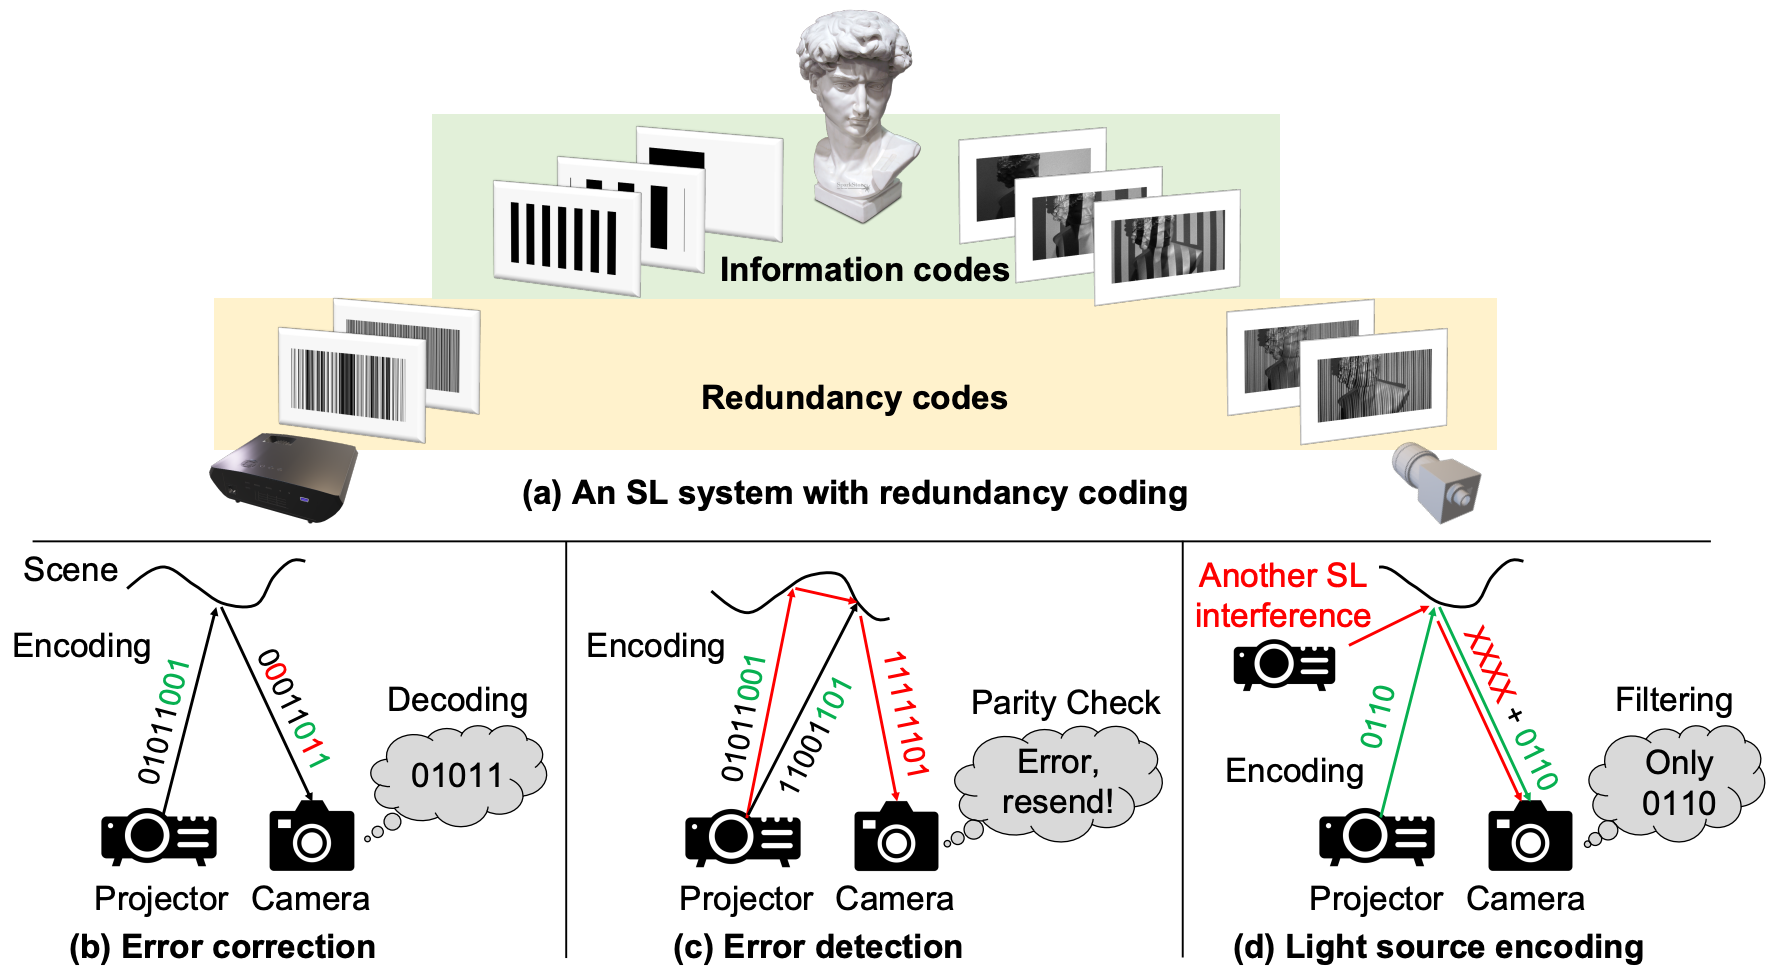 Information codes
Redundancy codes
(a) An SL system with redundancy coding
Scene
Encoding
01011001
00011011
Decoding
01011
Projector
Camera
(b) Error correction
Encoding
01011001
11001101
11111101
Parity Check
Error,
resend!
Projector
Camera
(c) Error detection
Another SL
interference
Encoding
0110
XXXX + 0110
Filtering
Only
0110
Projector
Camera
(d) Light source encoding